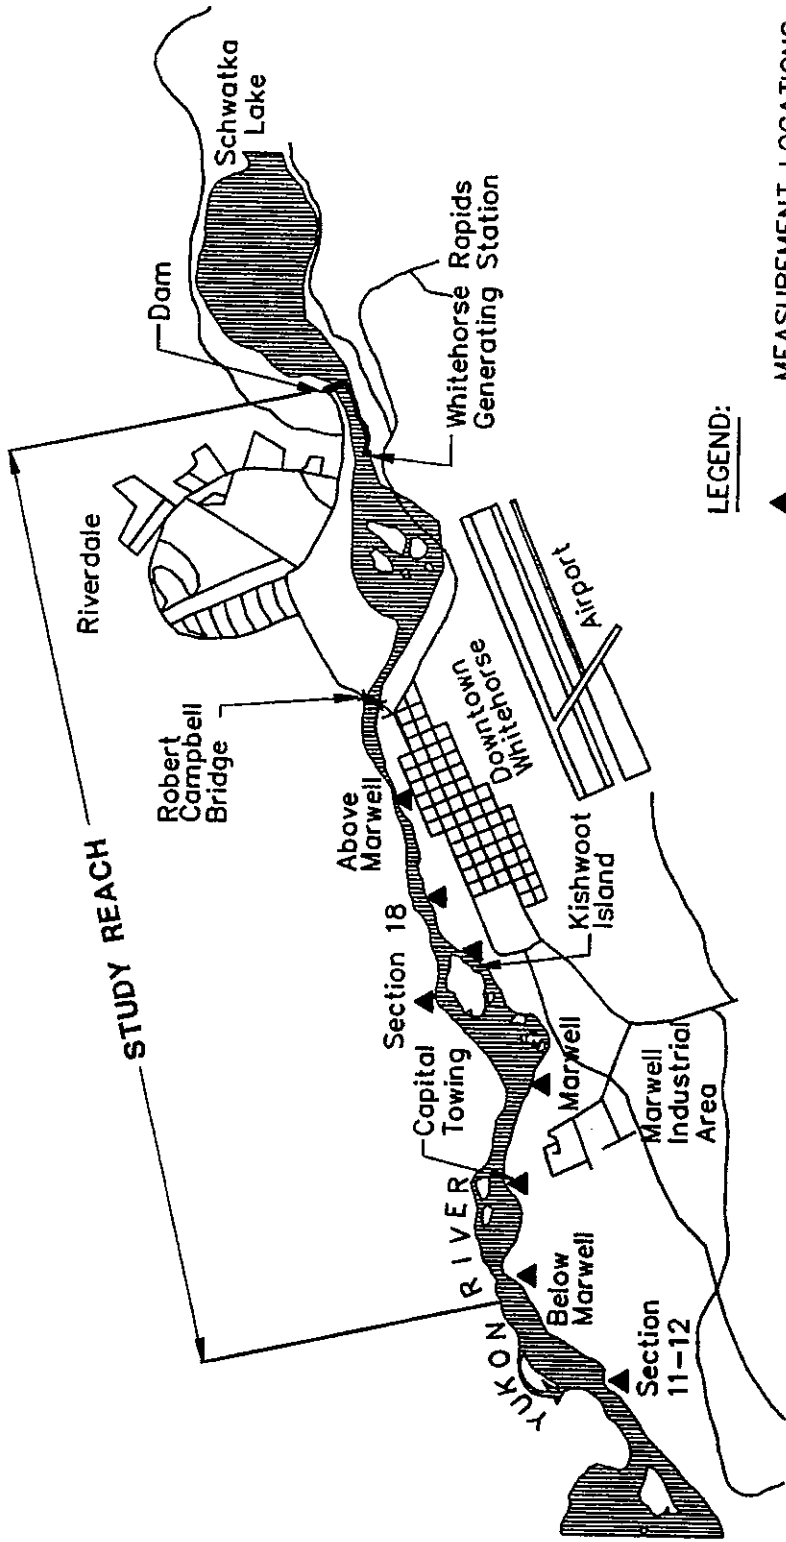 STUDY REACH
Schwatka
Lake
Dam
Whitehorse Rapids
Generating Station
Riverdale
Robert
Campbell
Bridge
Airport
Downtown
Whitehorse
Above
Marwell
Kishwoot
Island
Section 18
Capital
Towing
Marwell
Marwell
Industrial
Area
YUKON RIVER
Below
Marwell
Section
11-12
LEGEND:
MEASUREMENT LOCATIONS